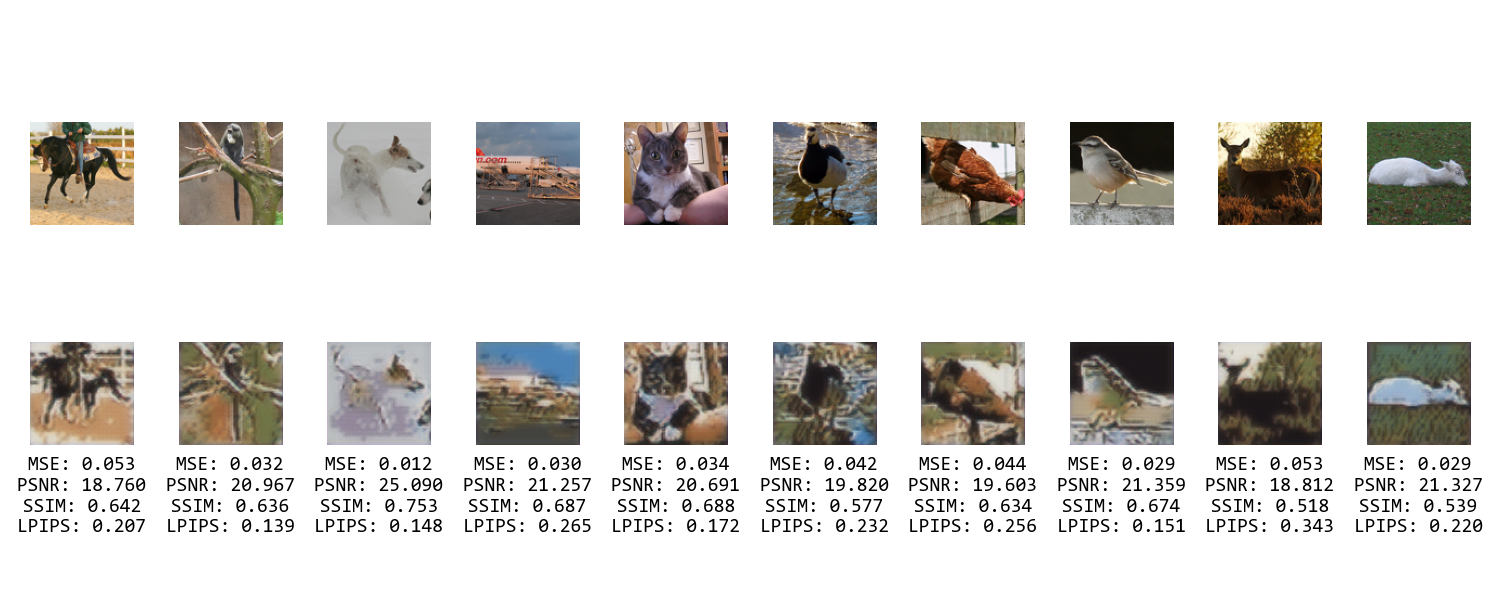 a.com
MSE: 0.053
PSNR: 18.760
SSIM: 0.642
LPIPS: 0.207
MSE: 0.032
PSNR: 20.967
SSIM: 0.636
LPIPS: 0.139
MSE: 0.012
PSNR: 25.090
SSIM: 0.753
LPIPS: 0.148
MSE: 0.030
PSNR: 21.257
SSIM: 0.687
LPIPS: 0.265
MSE: 0.034
PSNR: 20.691
SSIM: 0.688
LPIPS: 0.172
MSE: 0.042
PSNR: 19.820
SSIM: 0.577
LPIPS: 0.232
MSE: 0.044
PSNR: 19.603
SSIM: 0.634
LPIPS: 0.256
MSE: 0.029
PSNR: 21.359
SSIM: 0.674
LPIPS: 0.151
MSE: 0.053
PSNR: 18.812
SSIM: 0.518
LPIPS: 0.343
MSE: 0.029
PSNR: 21.327
SSIM: 0.539
LPIPS: 0.220